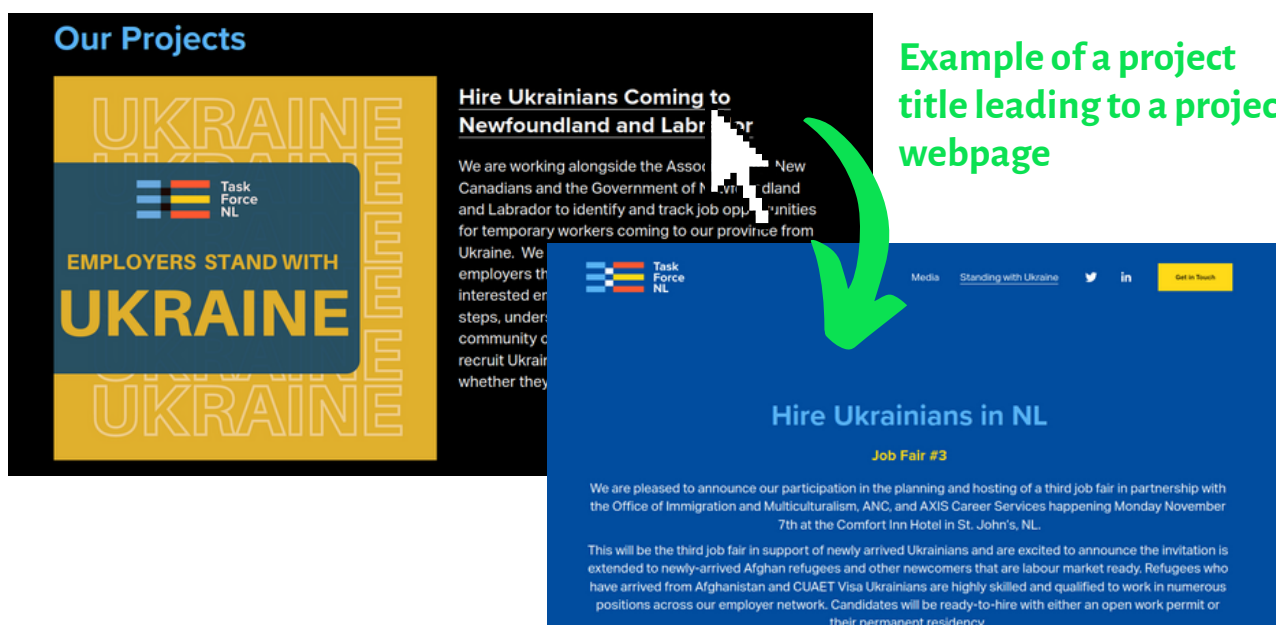 Our Projects
UKRAINE
UKRAINE
Task
Force
NL
EMPLOYERS STAND WITH
UKRAINE
UKRAINE
UKRAINE
Hire Ukrainians Coming to
Newfoundland and
We are working alongside the New
Canadians and the Government of
and Labrador to identify and track job
for temporary workers coming to our province from
Ukraine. We
employers
interested
steps,
community
recruit
whether they
Example of a project
title leading to a
webpage
Task
Force
NL
Media
Standing with Ukraine
in
Get in Touch
Hire Ukrainians in NL
Job Fair #3
We are pleased to announce our participation in the planning and hosting of a third job fair in partnership with
the Office of Immigration and Multiculturalism, ANC, and AXIS Career Services happening Monday November
7th at the Comfort Inn Hotel in St. John's, NL.
This will be the third job fair in support of newly arrived Ukrainians and are excited to announce the invitation is
extended to newly-arrived Afghan refugees and other newcomers that are labour market ready. Refugees who
have arrived from Afghanistan and CUAET Visa Ukrainians are highly skilled and qualified to work in numerous
positions across our employer network. Candidates will be ready-to-hire with either an open work permit or
their permanent residency.